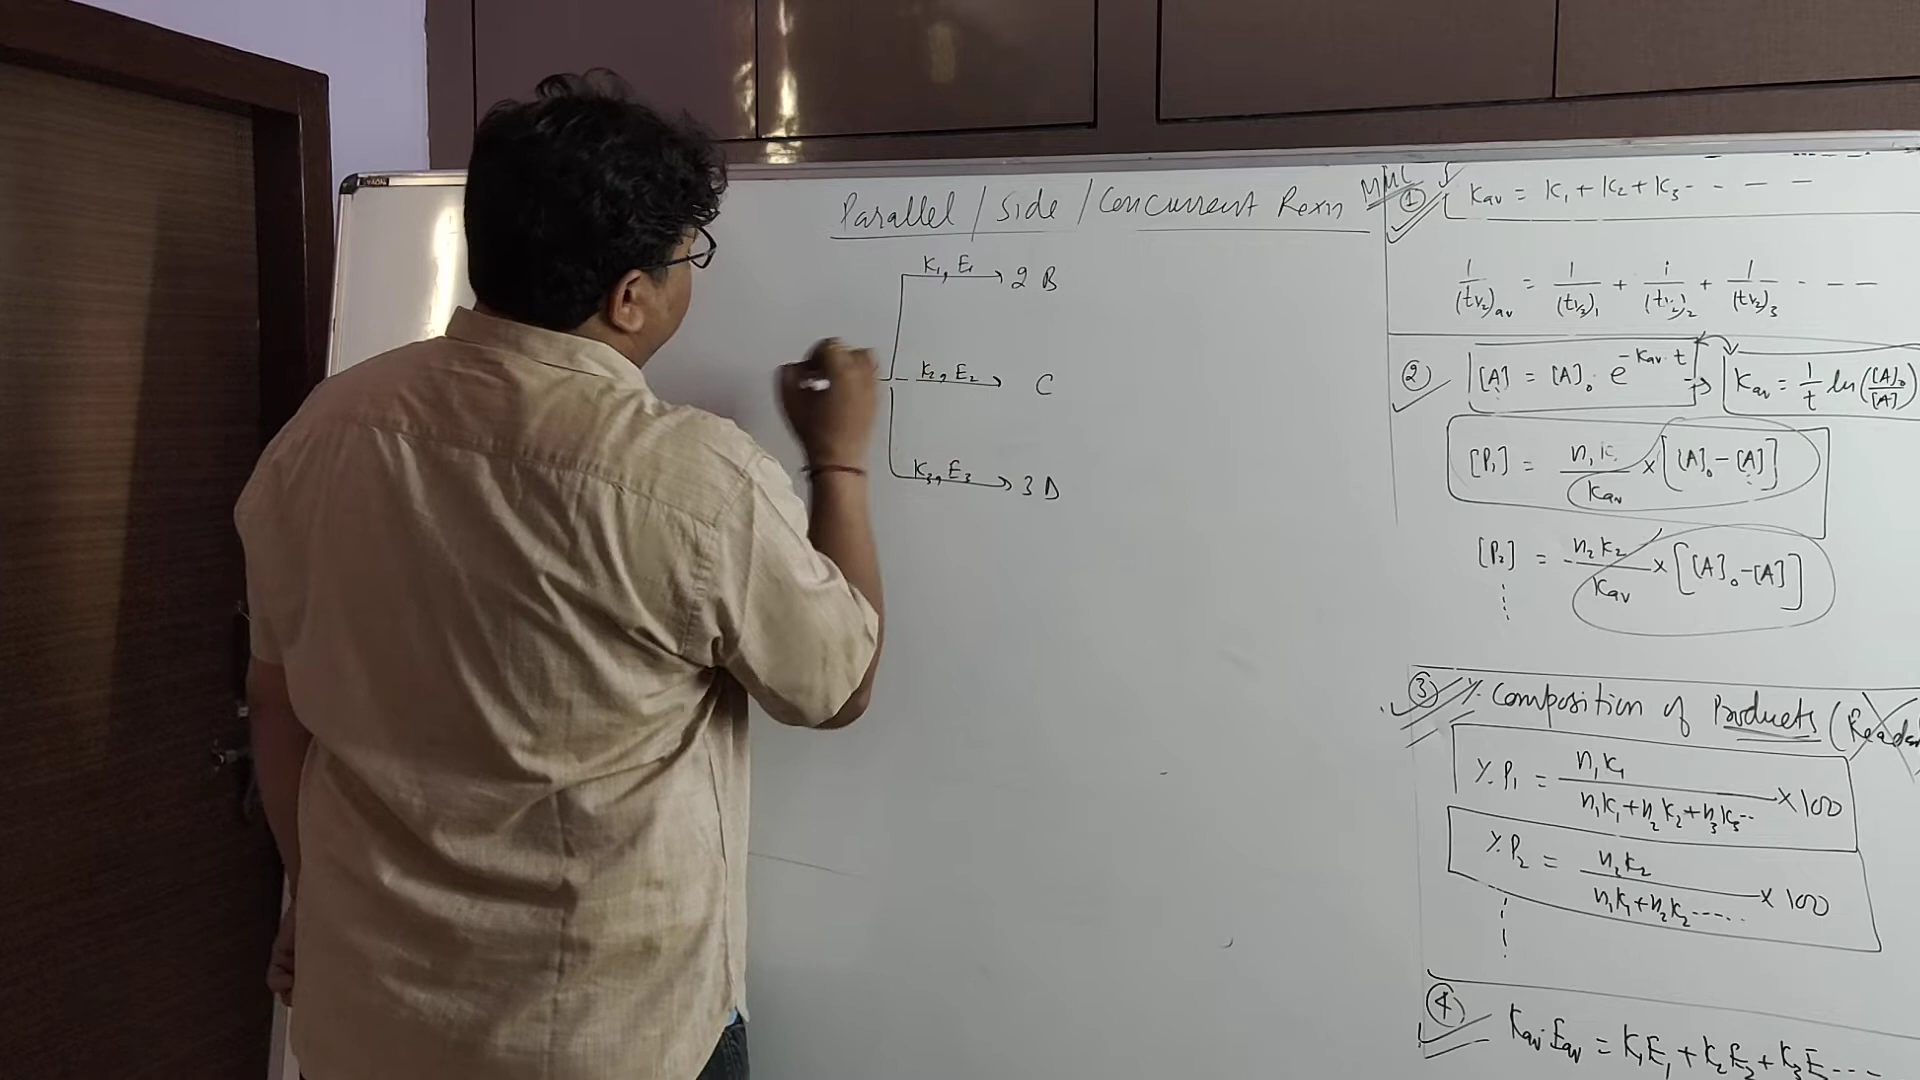 Parallel / Side / Concurrent Rexn
K₁, E₁ → 2 B
K₂, E₂ → C
K₃, E₃ → 3 D
MMC
① Kav = K₁ + K₂ + K₃ - - - -
1/(t½)av = 1/(t½)₁ + 1/(t½)₂ + 1/(t½)₃ - - - -
② [A] = [A]₀ e^(-Kav t) → Kav = 1/t ln([A]₀/[A])
[P₁] = n₁K₁/Kav × [[A]₀ - [A]]
[P₂] = n₂K₂/Kav × [[A]₀ - [A]]
③ % Composition of Products
% P₁ = n₁K₁/(n₁K₁ + n₂K₂ + n₃K₃ --) × 100
% P₂ = n₂K₂/(n₁K₁ + n₂K₂ -----) × 100
④ Kav Eav = K₁E₁ + K₂E₂ + K₃E₃ ---